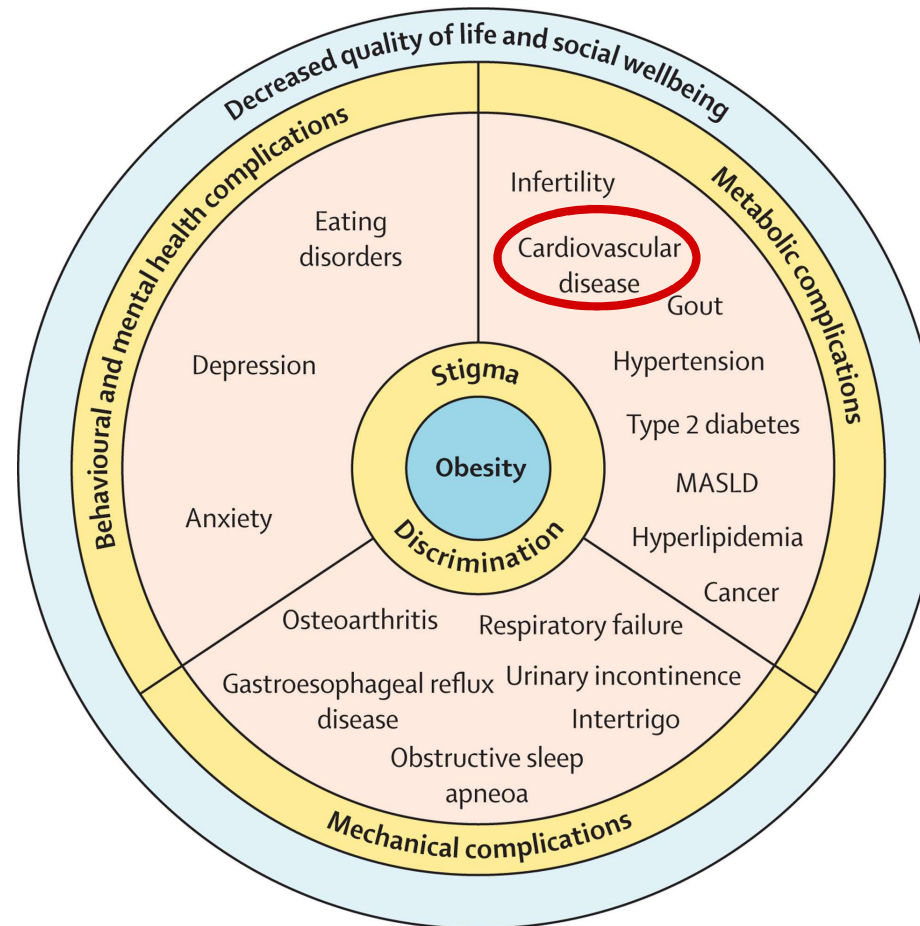 Decreased quality of life and social wellbeing
Behavioural and mental health complications
Metabolic complications
Infertility
Eating
disorders
Cardiovascular
disease
Gout
Depression
Stigma
Hypertension
Type 2 diabetes
Obesity
MASLD
Anxiety
Discrimination
Hyperlipidemia
Cancer
Osteoarthritis
Respiratory failure
Gastroesophageal reflux
disease
Urinary incontinence
Intertrigo
Obstructive sleep
apneoa
Mechanical complications